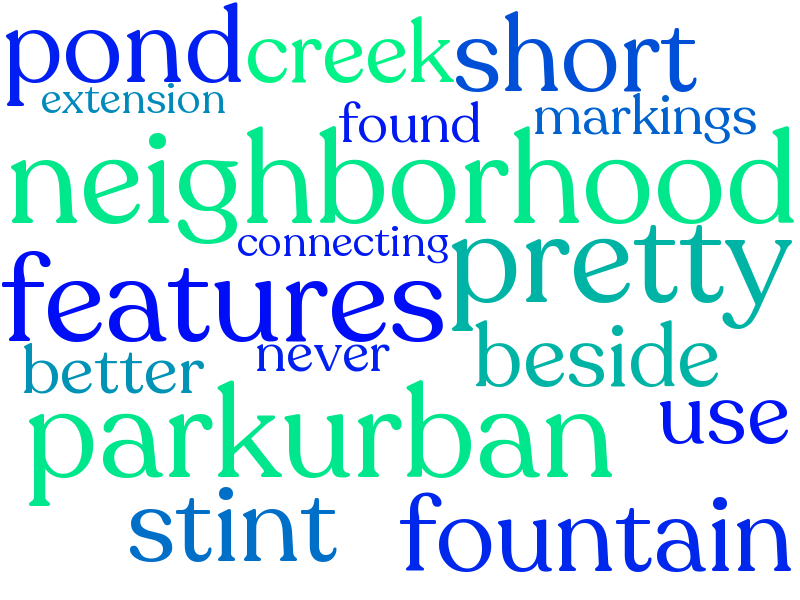 pond creek short
extension found markings
neighborhood
connecting pretty
features
better never beside
parkurban use
stint fountain